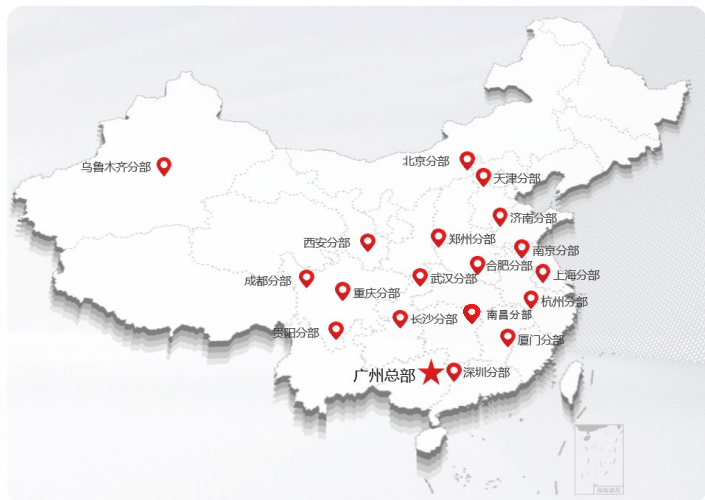 北京分部
乌鲁木齐分部
天津分部
济南分部
郑州分部
西安分部
南京分部
合肥分部
上海分部
武汉分部
成都分部
重庆分部
杭州分部
南昌分部
长沙分部
贵阳分部
厦门分部
深圳分部
广州总部